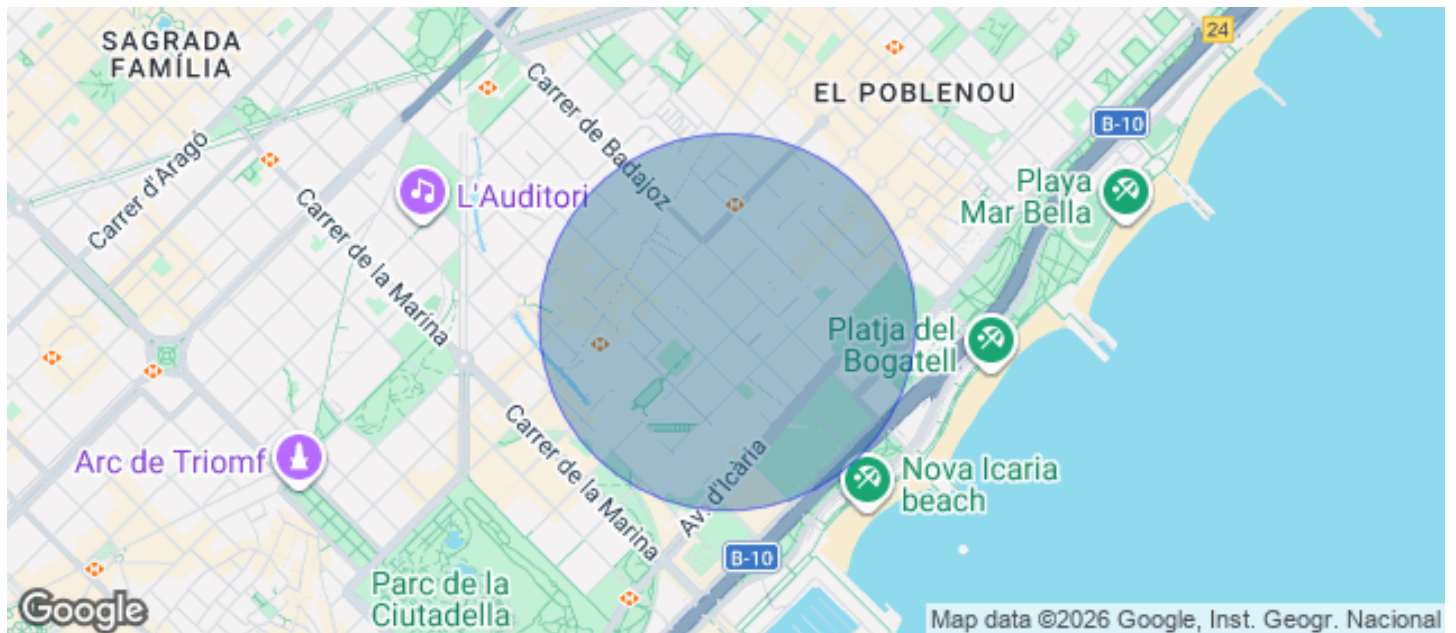 SAGRADA
FAMÍLIA
24
EL POBLENOU
B-10
Carrer de Badajoz
Carrer d'Aragó
L'Auditori
Playa
Mar Bella
Carrer de la Marina
Platja del
Bogatell
Arc de Triomf
Carrer de la Marina
Av. d'Icària
Nova Icaria
beach
B-10
Parc de la
Ciutadella
Google
Map data ©2026 Google, Inst. Geogr. Nacional